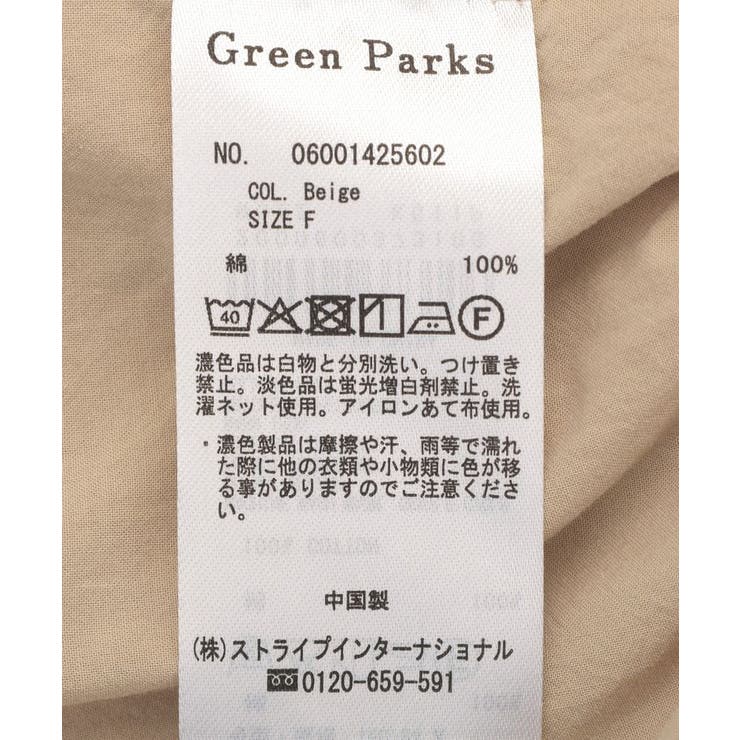 Green Parks
NO. 06001425602
COL. Beige
SIZE F
綿 100%
40 F
濃色品は白物と分別洗い。つけ置き
禁止。淡色品は蛍光増白剤禁止。洗
濯ネット使用。アイロンあて布使用。
・濃色製品は摩擦や汗、雨等で濡れ
た際に他の衣類や小物類に色が移
る事がありますのでご注意くださ
い。
中国製
(株)ストライプインターナショナル
0120-659-591